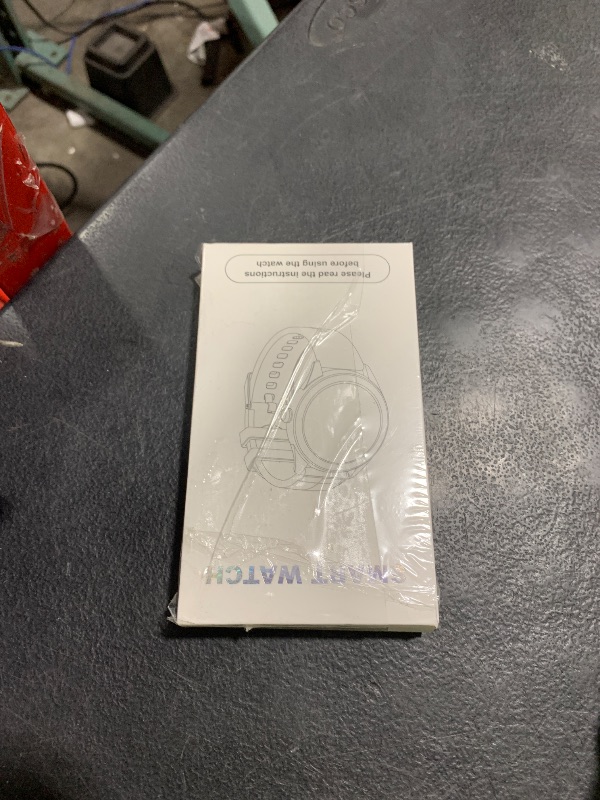 SMART WATCH
Please read the instructions
before using the watch